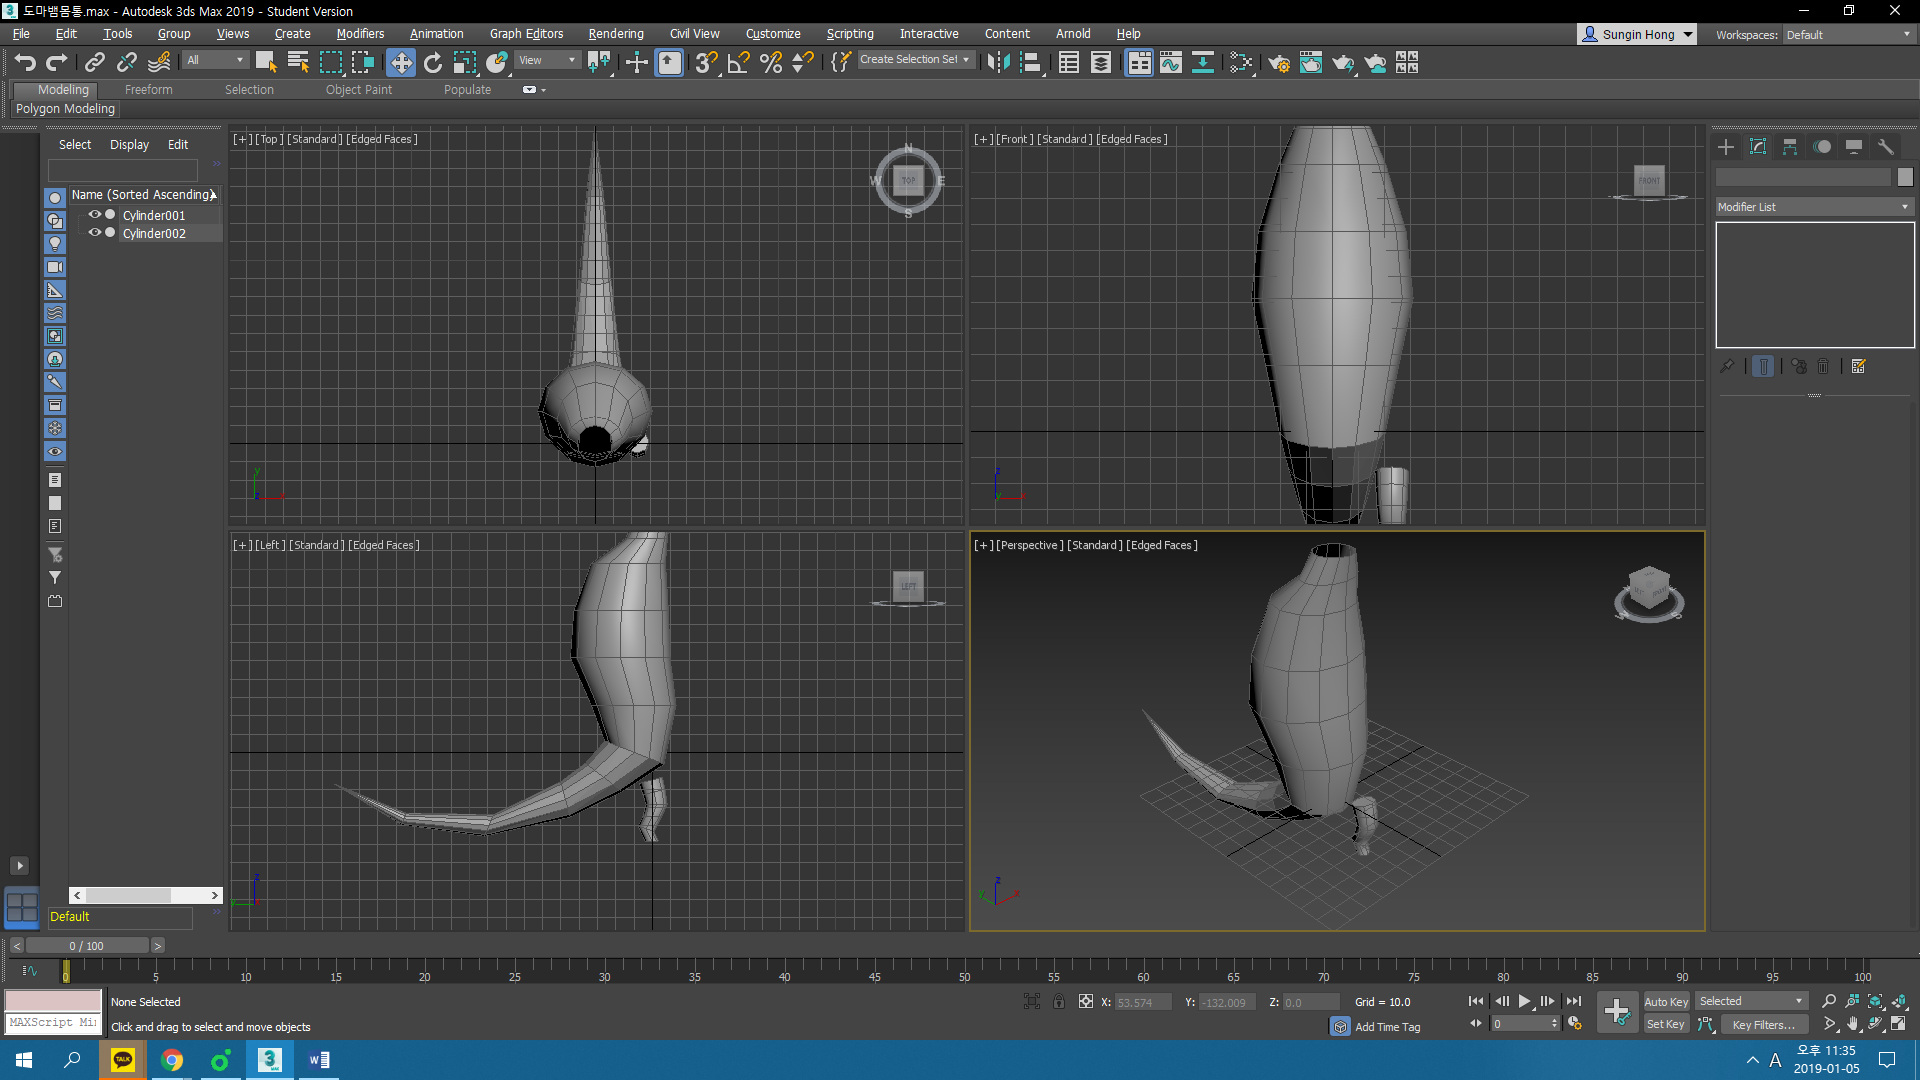 도마뱀몸통.max - Autodesk 3ds Max 2019 - Student Version
File Edit Tools Group Views Create Modifiers Animation Graph Editors Rendering Civil View Customize Scripting Interactive Content Arnold Help
Sungin Hong Workspaces: Default
All View Create Selection Set
Modeling Freeform Selection Object Paint Populate
Polygon Modeling
Select Display Edit
Name (Sorted Ascending)
Cylinder001
Cylinder002
[+] [Top] [Standard] [Edged Faces]
N
W TOP E
S
[+] [Front] [Standard] [Edged Faces]
FRONT
Modifier List
[+] [Left] [Standard] [Edged Faces]
LEFT
[+] [Perspective] [Standard] [Edged Faces]
Default
0 / 100
0 5 10 15 20 25 30 35 40 45 50 55 60 65 70 75 80 85 90 95 100
None Selected
X: 53.574 Y: -132.009 Z: 0.0 Grid = 10.0
Auto Key Selected
MAXScript Mi
Click and drag to select and move objects
Add Time Tag
0
Set Key Key Filters...
TALK
MAX
A
오후 11:35
2019-01-05